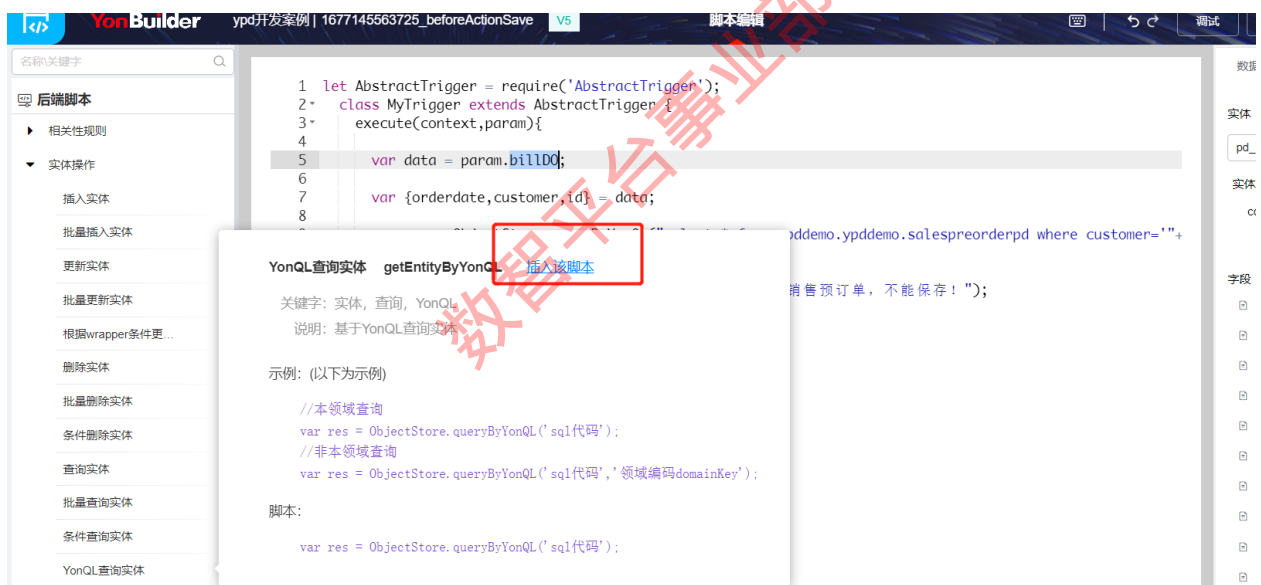 YonBuilder ypd开发案例 | 1677145563725_beforeActionSave V5 脚本编辑 调试
名称\关键字
后端脚本
相关性规则
实体操作
插入实体
批量插入实体
更新实体
批量更新实体
根据wrapper条件更...
删除实体
批量删除实体
条件删除实体
查询实体
批量查询实体
条件查询实体
YonQL查询实体
1 let AbstractTrigger = require('AbstractTrigger');
2 class MyTrigger extends AbstractTrigger {
3 execute(context,param){
4
5 var data = param.billDO;
6
7 var {orderdate,customer,id} = data;
8
ddemo.ypddemo.salespreorderpd where customer='"+
销售预订单，不能保存！");
YonQL查询实体 getEntityByYonQL 插入该脚本
关键字：实体，查询，YonQL
说明：基于YonQL查询实体
示例：(以下为示例)
//本领域查询
var res = ObjectStore.queryByYonQL('sql代码');
//非本领域查询
var res = ObjectStore.queryByYonQL('sql代码','领域编码domainKey');
脚本：
var res = ObjectStore.queryByYonQL('sql代码');
数据
实体
pd_
实体
cc
字段
数智平台事业部